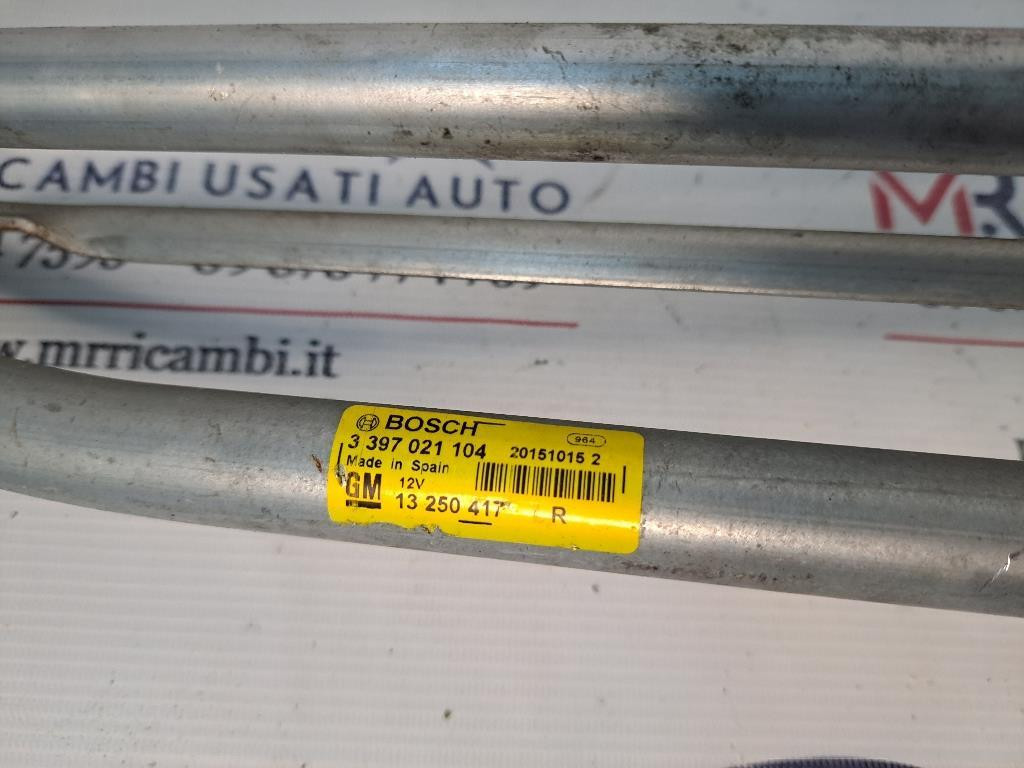 CAMBI USATI AUTO
MR
www.mrrricambi.it
BOSCH
964
3 397 021 104 20151015 2
Made in Spain
12V
GM
13 250 417 R